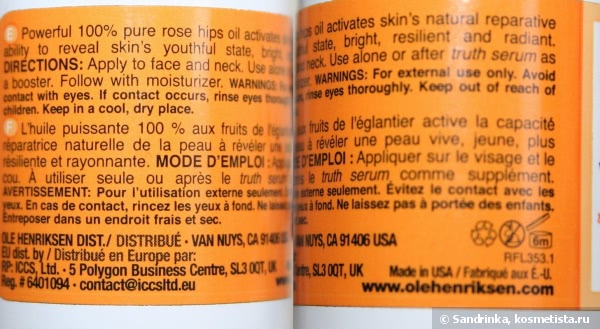 E Powerful 100% pure rose hips oil activates
ability to reveal skin's youthful state, bright,
DIRECTIONS: Apply to face and neck. Use alone
a booster. Follow with moisturizer. WARNINGS: For
contact with eyes. If contact occurs, rinse eyes
children. Keep in a cool, dry place.
F L'huile puissante 100 % aux fruits de l'églan
réparatrice naturelle de la peau à révéler une
résiliente et rayonnante. MODE D'EMPLOI : App
cou. À utiliser seule ou après le truth serum
AVERTISSEMENT: Pour l'utilisation externe seulement.
yeux. En cas de contact, rincez les yeux à fond. Ne
Entreposer dans un endroit frais et sec.
OLE HENRIKSEN DIST./ DISTRIBUÉ · VAN NUYS, CA 91406
EU dist. by / Distribué en Europe par:
RP: ICCS, Ltd. · 5 Polygon Business Centre, SL3 0QT, UK
Reg. # 6401094 · contact@iccsltd.eu
hips oil activates skin's natural reparative
state, bright, resilient and radiant.
neck. Use alone or after truth serum as
WARNINGS: For external use only. Avoid
rinse eyes thoroughly. Keep out of reach of
aux fruits de l'églantier active la capacité
à révéler une peau vive, jeune, plus
D'EMPLOI : Appliquer sur le visage et le
le truth serum comme supplément.
externe seulement. Évitez le contact avec les
yeux à fond. Ne laissez pas à portée des enfants.
sec.
VAN NUYS, CA 91406 USA
6m
RFL353.1
SL3 0QT, UK
Made in USA / Fabriqué aux É.-U.
www.olehenriksen.com
© Sandrinka, kosmetista.ru